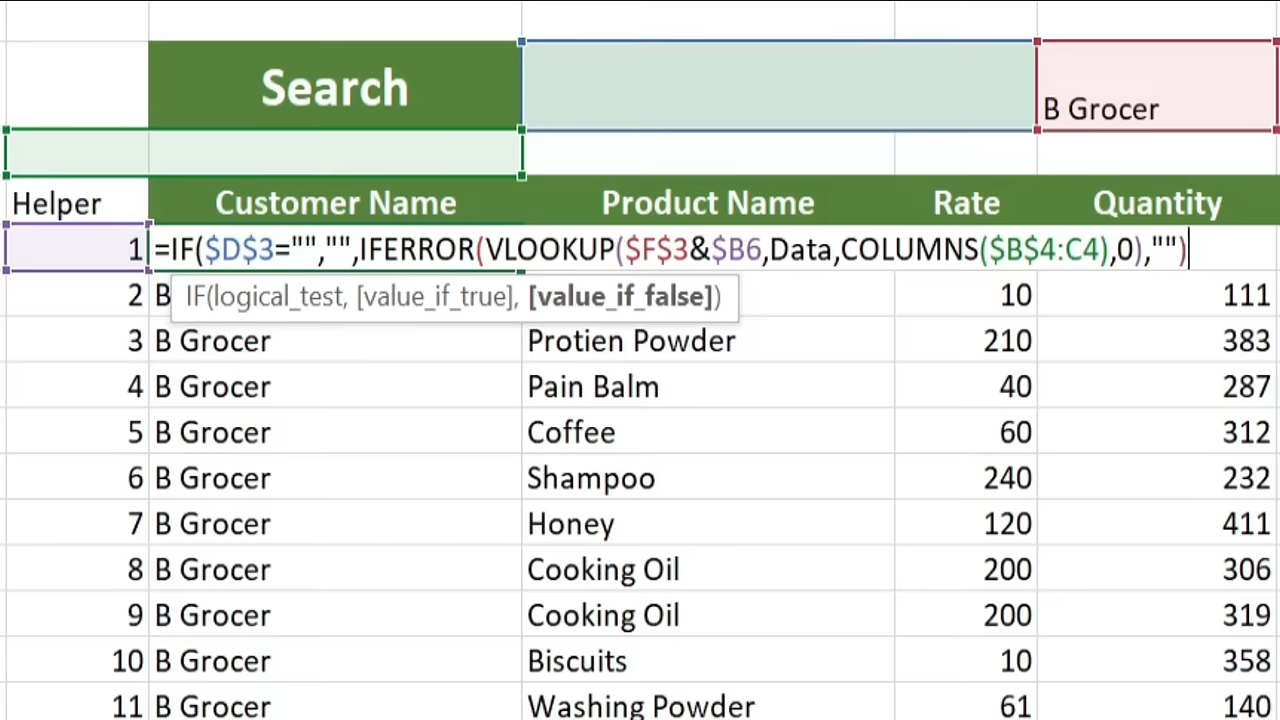 Search
B Grocer
Helper Customer Name Product Name Rate Quantity
1 =IF($D$3="","",IFERROR(VLOOKUP($F$3&$B6,Data,COLUMNS($B$4:C4),0),"")
IF(logical_test, [value_if_true], [value_if_false])
2 B 10 111
3 B Grocer Protien Powder 210 383
4 B Grocer Pain Balm 40 287
5 B Grocer Coffee 60 312
6 B Grocer Shampoo 240 232
7 B Grocer Honey 120 411
8 B Grocer Cooking Oil 200 306
9 B Grocer Cooking Oil 200 319
10 B Grocer Biscuits 10 358
11 B Grocer Washing Powder 61 140